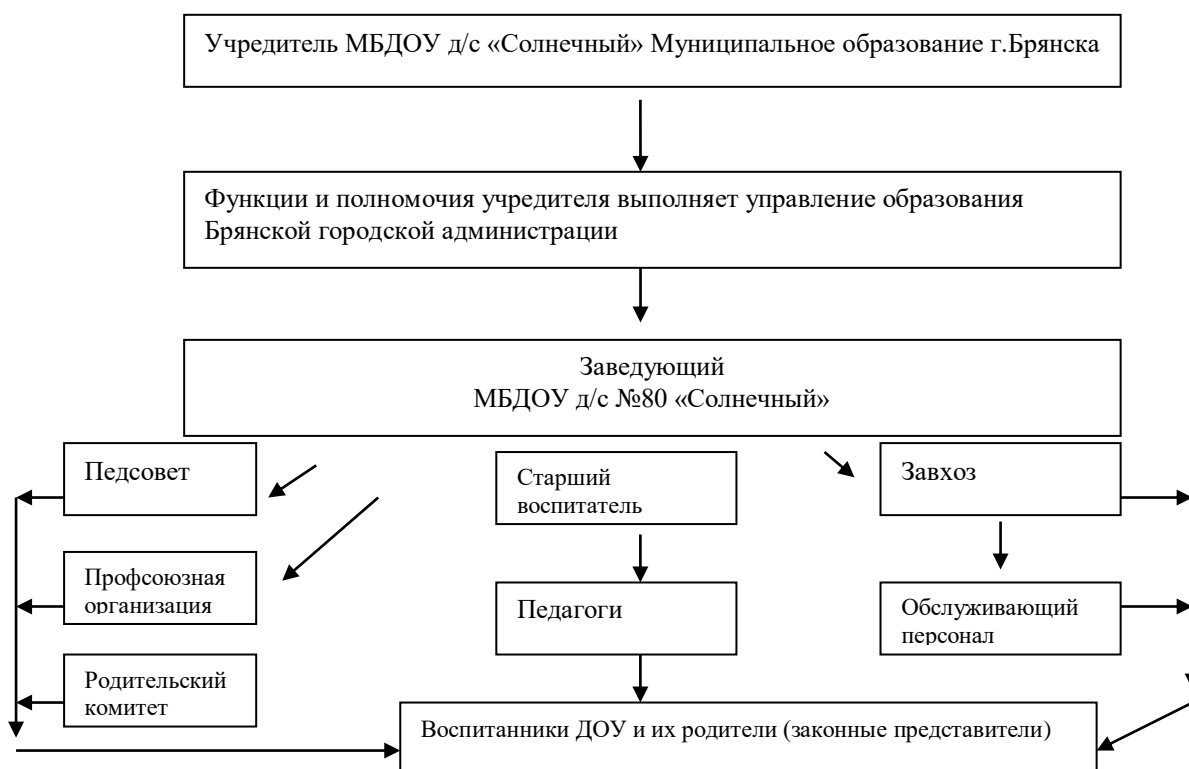 Учредитель МБДОУ д/с «Солнечный» Муниципальное образование г.Брянска
Функции и полномочия учредителя выполняет управление образования
Брянской городской администрации
Заведующий
МБДОУ д/с №80 «Солнечный»
Педсовет
Старший
воспитатель
Завхоз
Профсоюзная
организация
Педагоги
Обслуживающий
персонал
Родительский
комитет
Воспитанники ДОУ и их родители (законные представители)